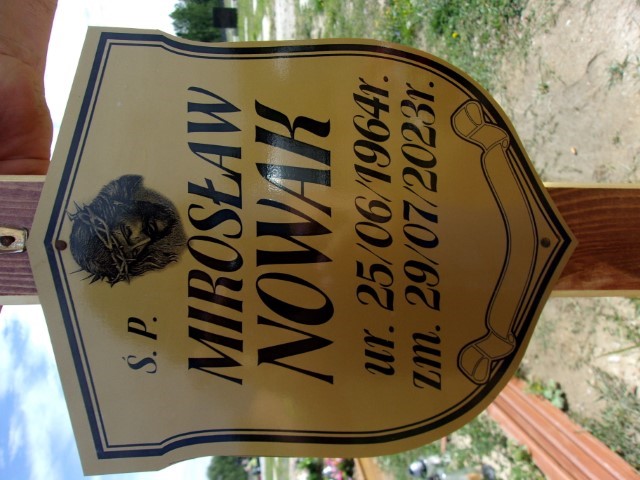 Ś. P.
MIROSŁAW
NOWAK
ur. 25/06/1964r.
zm. 29/07/2023r.